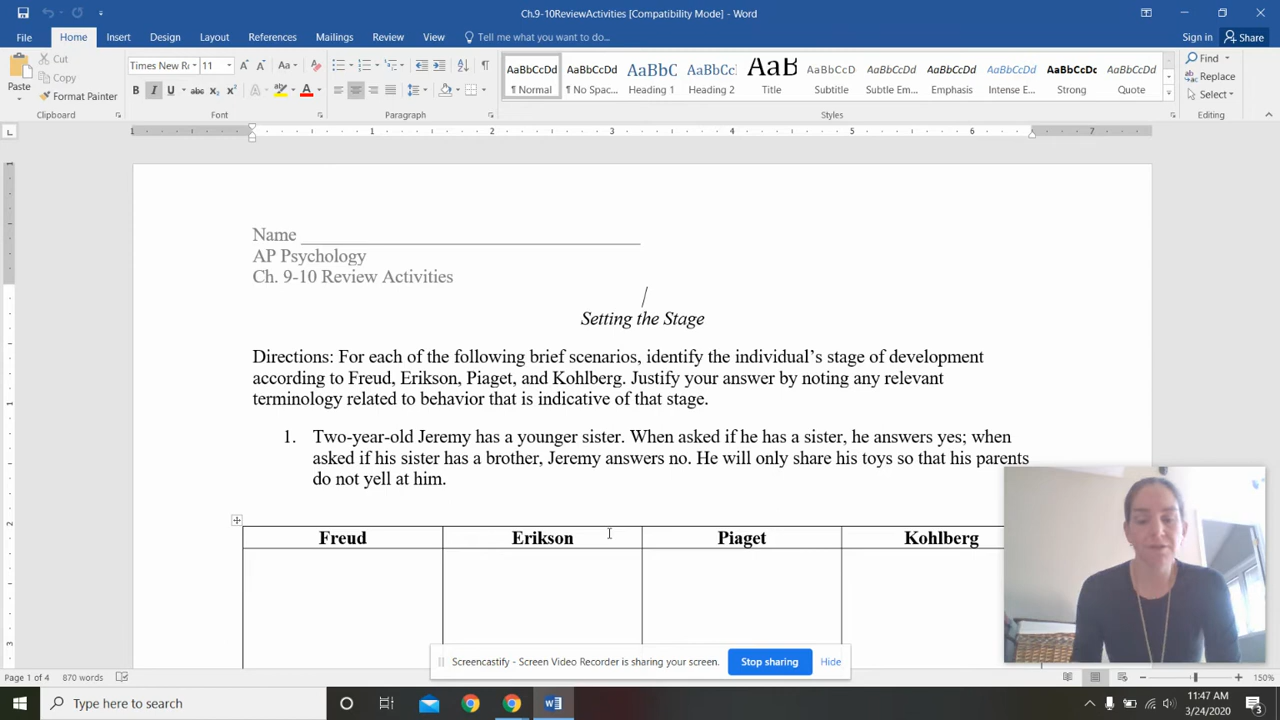 Ch.9-10ReviewActivities [Compatibility Mode] - Word
File Home Insert Design Layout References Mailings Review View Tell me what you want to do... Sign in Share
Cut
Copy
Format Painter
Paste
Times New Ro 11
AaBbCcDd AaBbCcDd AaBbC AaBbCc AaB AaBbCcD AaBbCcDd AaBbCcDd AaBbCcDd AaBbCcDc AaBbCcDd
¶ Normal ¶ No Spac... Heading 1 Heading 2 Title Subtitle Subtle Em... Emphasis Intense E... Strong Quote
Find
Replace
Select
Clipboard Font Paragraph Styles Editing
Name
AP Psychology
Ch. 9-10 Review Activities
Setting the Stage
Directions: For each of the following brief scenarios, identify the individual’s stage of development
according to Freud, Erikson, Piaget, and Kohlberg. Justify your answer by noting any relevant
terminology related to behavior that is indicative of that stage.
1. Two-year-old Jeremy has a younger sister. When asked if he has a sister, he answers yes; when
asked if his sister has a brother, Jeremy answers no. He will only share his toys so that his parents
do not yell at him.
Freud Erikson Piaget Kohlberg
Screencastify - Screen Video Recorder is sharing your screen. Stop sharing Hide
Page 1 of 4 870 words 150%
Type here to search
11:47 AM
3/24/2020
3